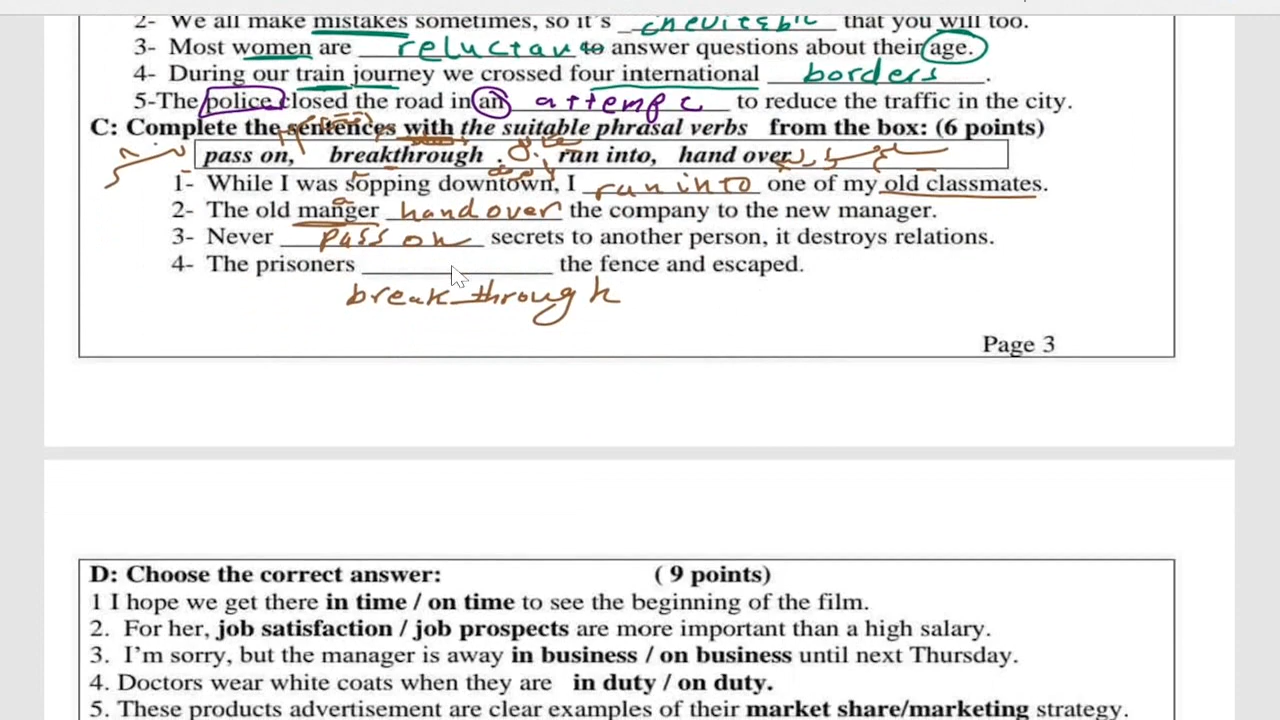 2- We all make mistakes sometimes, so it's inevitable that you will too.
3- Most women are reluctan to answer questions about their age.
4- During our train journey we crossed four international borders.
5-The police closed the road in an attempt to reduce the traffic in the city.
C: Complete the sentences with the suitable phrasal verbs from the box: (6 points)
pass on, breakthrough . run into, hand over
1- While I was sopping downtown, I run into one of my old classmates.
2- The old manger hand over the company to the new manager.
3- Never pass on secrets to another person, it destroys relations.
4- The prisoners ______ the fence and escaped.
break through
Page 3
D: Choose the correct answer: ( 9 points)
1 I hope we get there in time / on time to see the beginning of the film.
2. For her, job satisfaction / job prospects are more important than a high salary.
3. I'm sorry, but the manager is away in business / on business until next Thursday.
4. Doctors wear white coats when they are in duty / on duty.
5. These products advertisement are clear examples of their market share/marketing strategy.